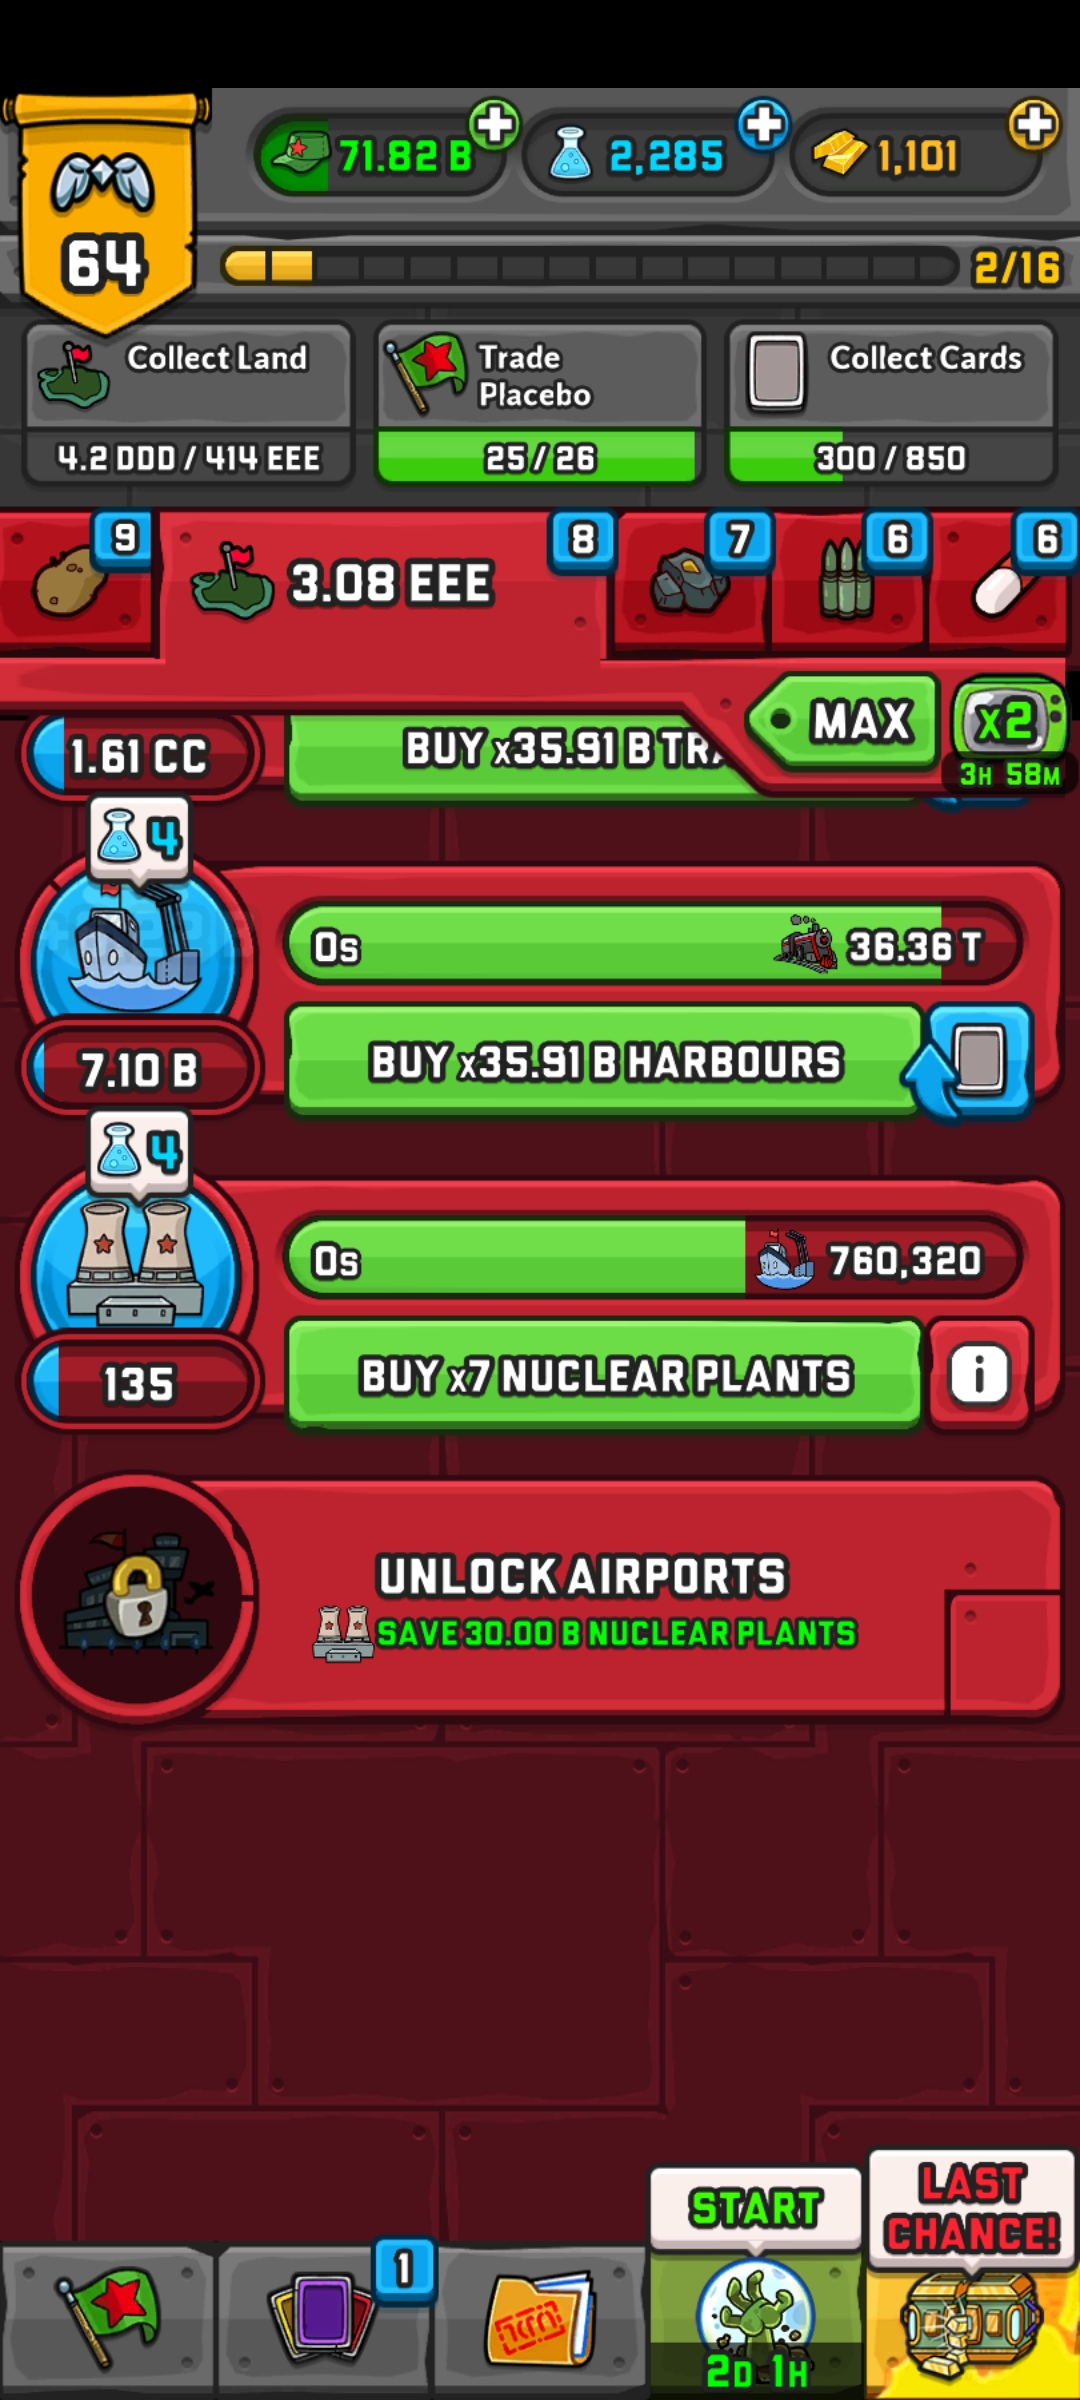 71.82 B
2,285
1,101
64
2/16
Collect Land
4.2 DDD / 414 EEE
Trade
Placebo
25 / 26
Collect Cards
300 / 850
9
3.08 EEE
8
7
6
6
MAX
x2
3H 58M
1.61 CC
BUY x35.91 B TRA
4
0s
36.36 T
7.10 B
BUY x35.91 B HARBOURS
4
0s
760,320
135
BUY x7 NUCLEAR PLANTS
i
UNLOCK AIRPORTS
SAVE 30.00 B NUCLEAR PLANTS
START
LAST
CHANCE!
1
2D 1H